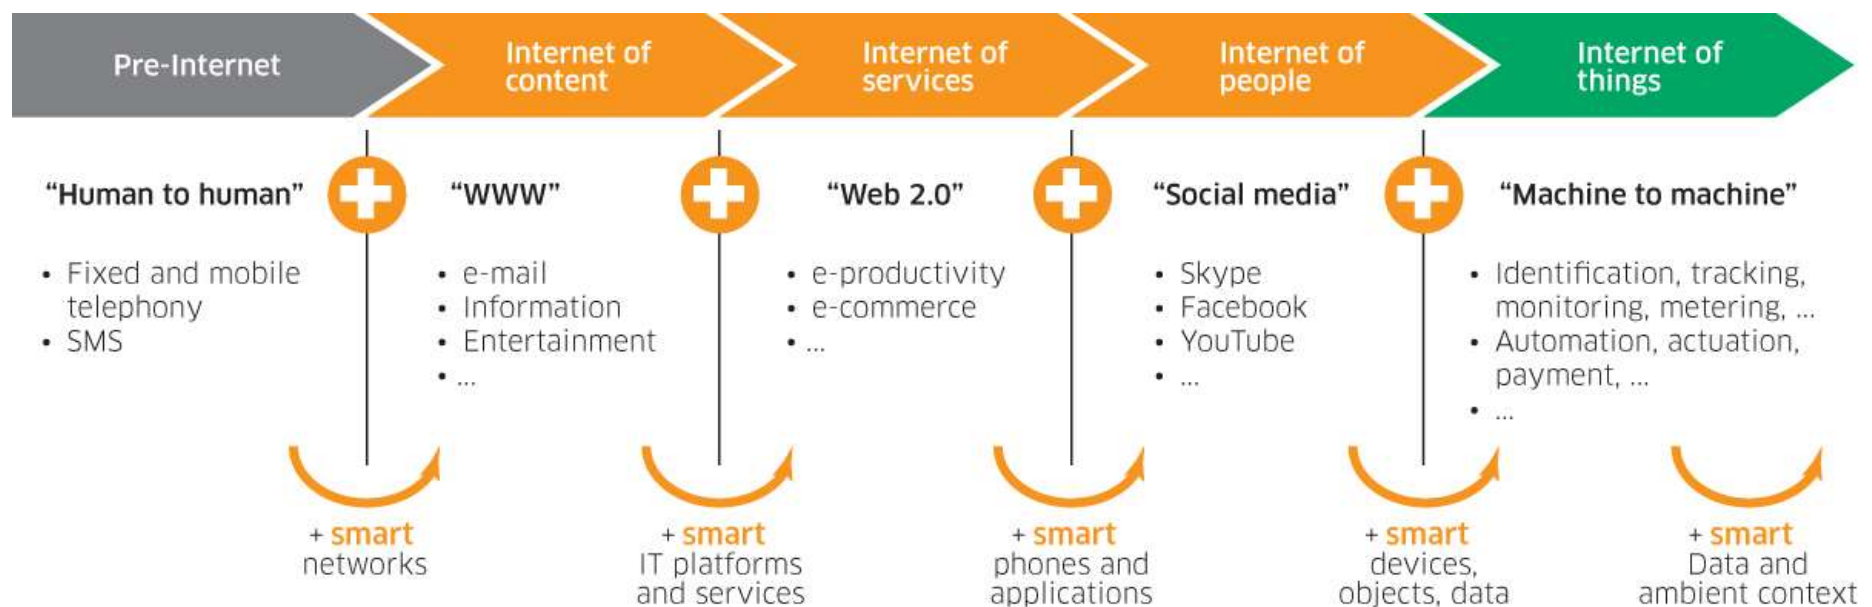 Pre-Internet
Internet of
content
Internet of
services
Internet of
people
Internet of
things
“Human to human”
“WWW”
“Web 2.0”
“Social media”
“Machine to machine”
• Fixed and mobile
telephony
• SMS
• e-mail
• Information
• Entertainment
• ...
• e-productivity
• e-commerce
• ...
• Skype
• Facebook
• YouTube
• ...
• Identification, tracking,
monitoring, metering, ...
• Automation, actuation,
payment, ...
• ...
+ smart
networks
+ smart
IT platforms
and services
+ smart
phones and
applications
+ smart
devices,
objects, data
+ smart
Data and
ambient context